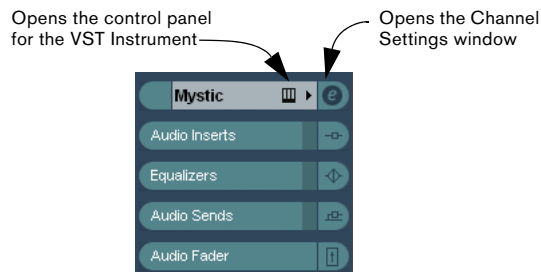 Opens the control panel
for the VST Instrument
Opens the Channel
Settings window
Mystic
e
Audio Inserts
Equalizers
Audio Sends
Audio Fader